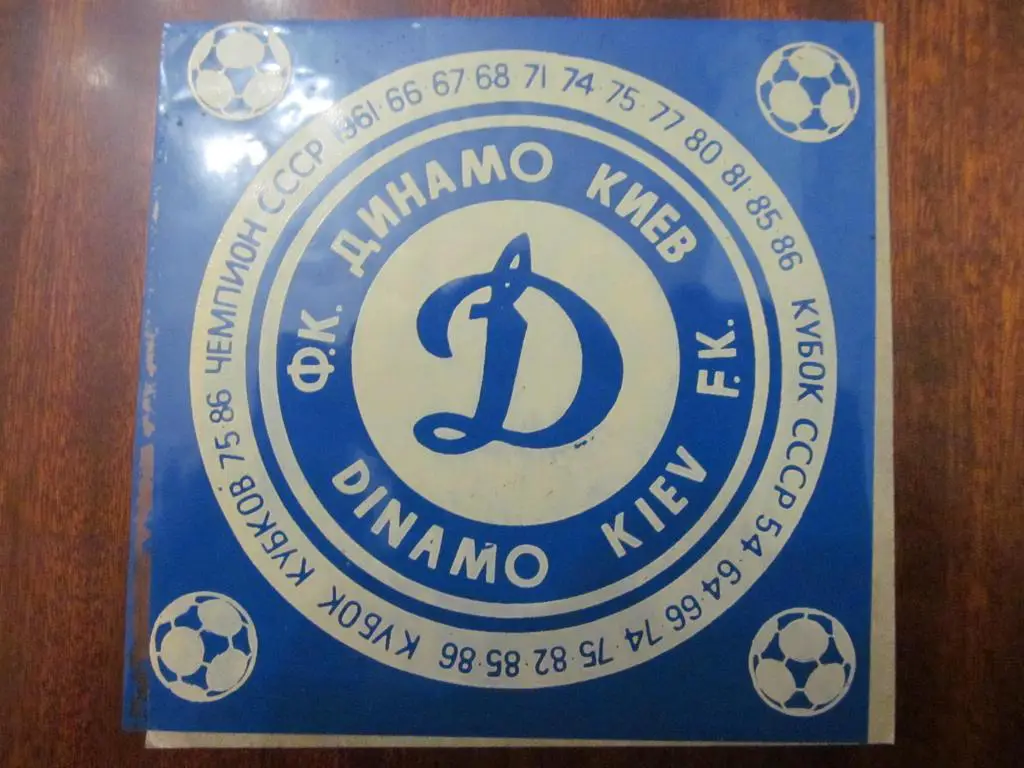 ЧЕМПИОН СССР 1961·66·67·68 71 74·75·77 80 81·85·86
КУБОК СССР 54·64·66·74·75·82·85·86
КУБОК КУБКОВ 75·86
Ф.К. ДИНАМО КИЕВ
DINAMO KIEV F.K.
D